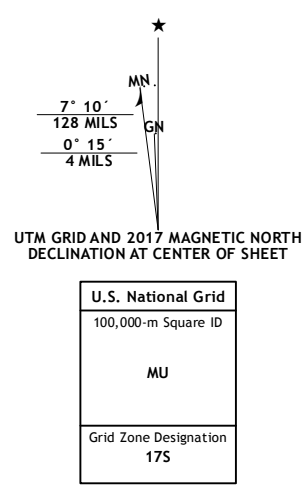 ★
MN.
7° 10´
128 MILS
GN
0° 15´
4 MILS
UTM GRID AND 2017 MAGNETIC NORTH
DECLINATION AT CENTER OF SHEET
U.S. National Grid
100,000-m Square ID
MU
Grid Zone Designation
17S